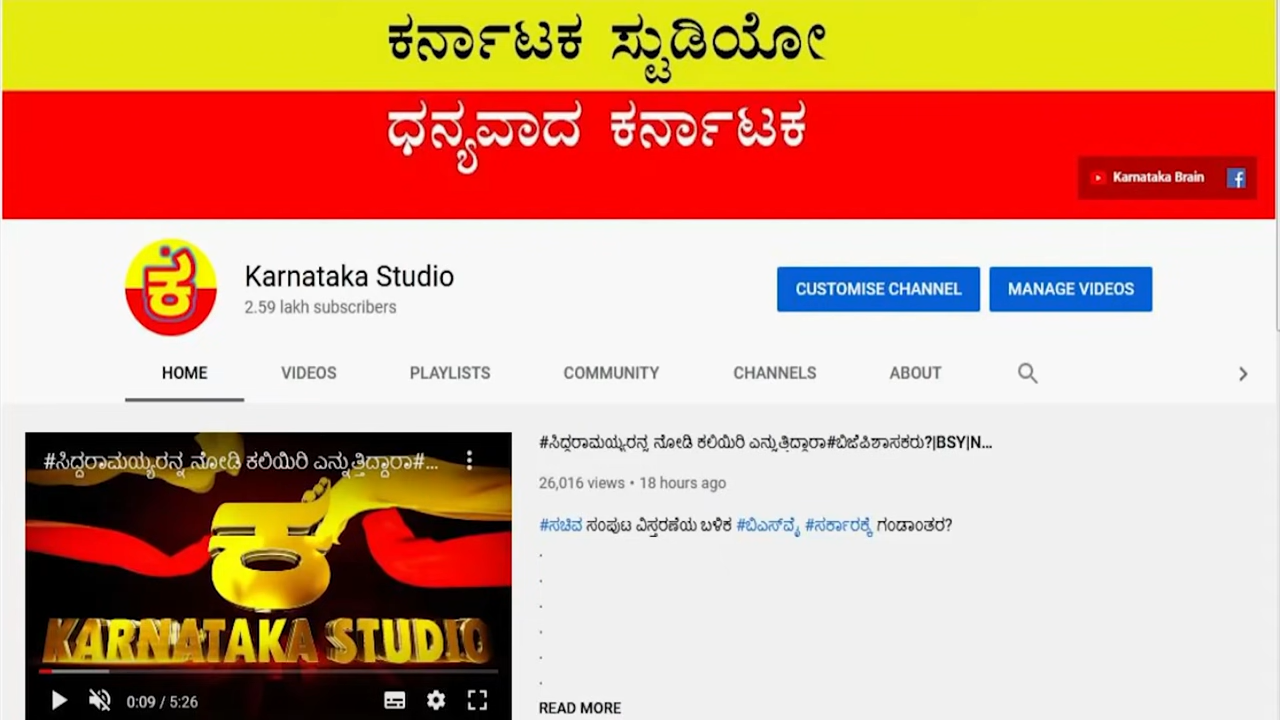 ಕರ್ನಾಟಕ ಸ್ಟುಡಿಯೋ
ಧನ್ಯವಾದ ಕರ್ನಾಟಕ
Karnataka Brain
ಕ
Karnataka Studio
2.59 lakh subscribers
CUSTOMISE CHANNEL
MANAGE VIDEOS
HOME VIDEOS PLAYLISTS COMMUNITY CHANNELS ABOUT
#ಸಿದ್ದರಾಮಯ್ಯರನ್ನ ನೋಡಿ ಕಲಿಯಿರಿ ಎನ್ನುತ್ತಿದ್ದಾರಾ#...
ಕ
KARNATAKA STUDIO
0:09 / 5:26
#ಸಿದ್ದರಾಮಯ್ಯರನ್ನ ನೋಡಿ ಕಲಿಯಿರಿ ಎನ್ನುತ್ತಿದ್ದಾರಾ#ಬಿಜೆಪಿಶಾಸಕರು?|BSY|N...
26,016 views • 18 hours ago
#ಸಚಿವ ಸಂಪುಟ ವಿಸ್ತರಣೆಯ ಬಳಿಕ #ಬಿಎಸ್‌ವೈ #ಸರ್ಕಾರಕ್ಕೆ ಗಂಡಾಂತರ?
.
.
.
.
.
.
READ MORE